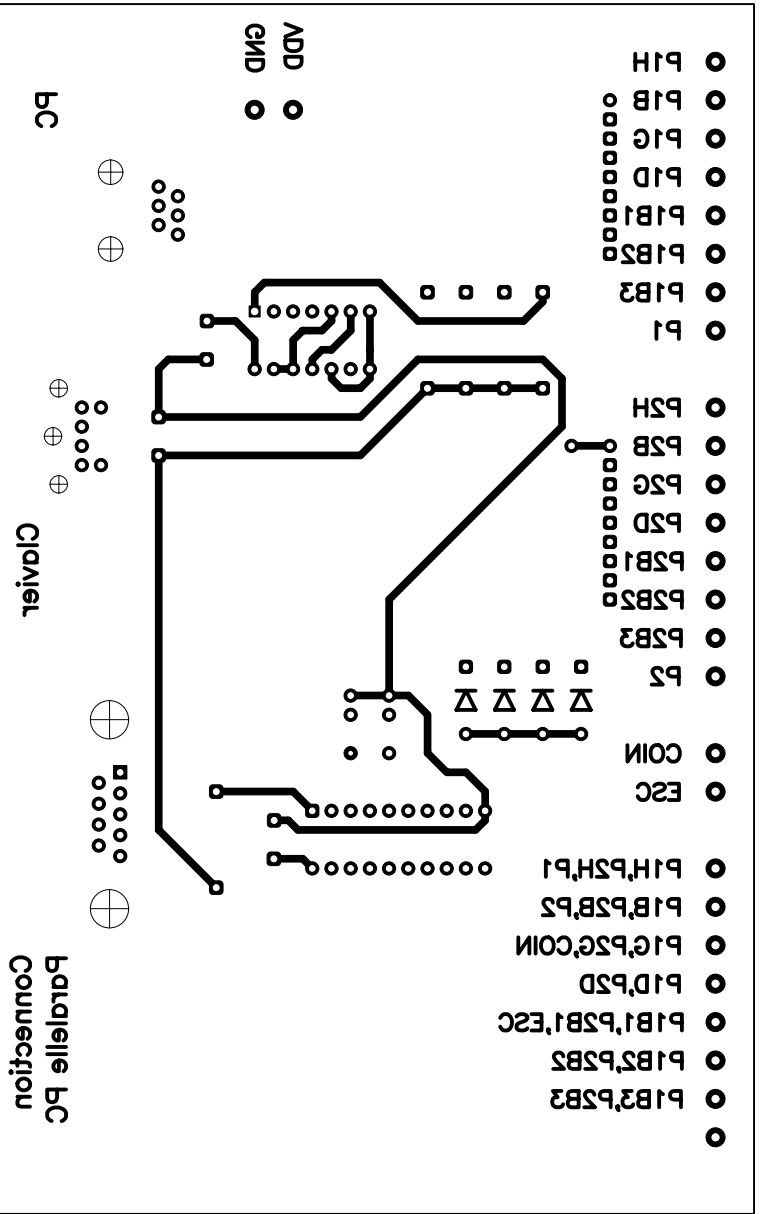 VDD
GND
PC
Clavier
Paralelle PC
Connection
P1H
P1B
P1G
P1D
P1B1
P1B2
P1B3
P1
P2H
P2B
P2G
P2D
P2B1
P2B2
P2B3
P2
COIN
ESC
P1H,P2H,P1
P1B,P2B,P2
P1G,P2G,COIN
P1D,P2D
P1B1,P2B1,ESC
P1B2,P2B2
P1B3,P2B3